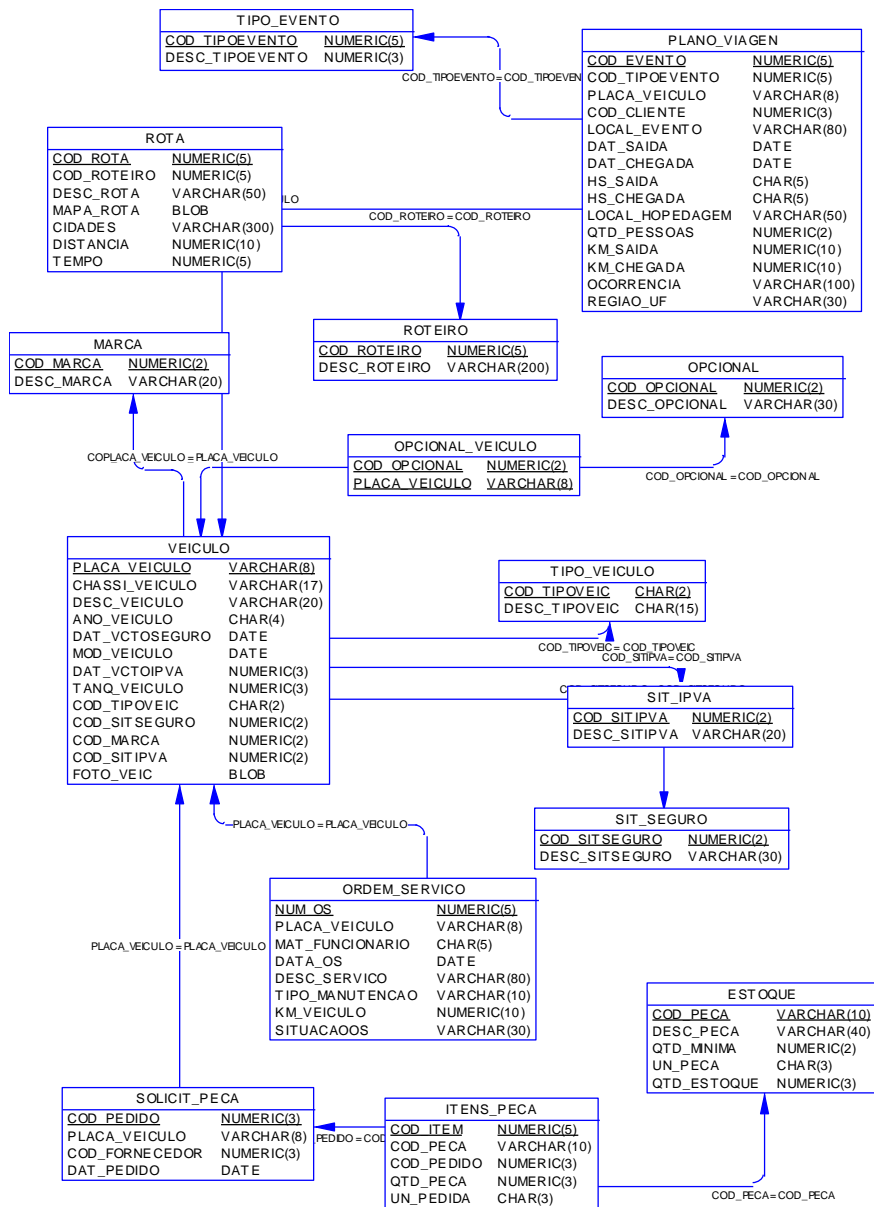 TIPO_EVENTO
COD_TIPOEVENTO NUMERIC(5)
DESC_TIPOEVENTO NUMERIC(3)
COD_TIPOEVENTO = COD_TIPOEVEN
PLANO_VIAGEN
COD_EVENTO NUMERIC(5)
COD_TIPOEVENTO NUMERIC(5)
PLACA_VEICULO VARCHAR(8)
COD_CLIENTE NUMERIC(3)
LOCAL_EVENTO VARCHAR(80)
DAT_SAIDA DATE
DAT_CHEGADA DATE
HS_SAIDA CHAR(5)
HS_CHEGADA CHAR(5)
LOCAL_HOPEDAGEM VARCHAR(50)
QTD_PESSOAS NUMERIC(2)
KM_SAIDA NUMERIC(10)
KM_CHEGADA NUMERIC(10)
OCORRENCIA VARCHAR(100)
REGIAO_UF VARCHAR(30)
ROTA
COD_ROTA NUMERIC(5)
COD_ROTEIRO NUMERIC(5)
DESC_ROTA VARCHAR(50)
MAPA_ROTA BLOB
CIDADES VARCHAR(300)
DISTANCIA NUMERIC(10)
TEMPO NUMERIC(5)
ULO
COD_ROTEIRO = COD_ROTEIRO
ROTEIRO
COD_ROTEIRO NUMERIC(5)
DESC_ROTEIRO VARCHAR(200)
MARCA
COD_MARCA NUMERIC(2)
DESC_MARCA VARCHAR(20)
OPCIONAL
COD_OPCIONAL NUMERIC(2)
DESC_OPCIONAL VARCHAR(30)
OPCIONAL_VEICULO
COD_OPCIONAL NUMERIC(2)
PLACA_VEICULO VARCHAR(8)
COPLACA_VEICULO = PLACA_VEICULO
COD_OPCIONAL = COD_OPCIONAL
VEICULO
PLACA_VEICULO VARCHAR(8)
CHASSI_VEICULO VARCHAR(17)
DESC_VEICULO VARCHAR(20)
ANO_VEICULO CHAR(4)
DAT_VCTOSEGURO DATE
MOD_VEICULO DATE
DAT_VCTOIPVA NUMERIC(3)
TANQ_VEICULO NUMERIC(3)
COD_TIPOVEIC CHAR(2)
COD_SITSEGURO NUMERIC(2)
COD_MARCA NUMERIC(2)
COD_SITIPVA NUMERIC(2)
FOTO_VEIC BLOB
TIPO_VEICULO
COD_TIPOVEIC CHAR(2)
DESC_TIPOVEIC CHAR(15)
COD_TIPOVEIC = COD_TIPOVEIC
COD_SITIPVA = COD_SITIPVA
SIT_IPVA
COD_SITIPVA NUMERIC(2)
DESC_SITIPVA VARCHAR(20)
SIT_SEGURO
COD_SITSEGURO NUMERIC(2)
DESC_SITSEGURO VARCHAR(30)
PLACA_VEICULO = PLACA_VEICULO
ORDEM_SERVICO
NUM_OS NUMERIC(5)
PLACA_VEICULO VARCHAR(8)
MAT_FUNCIONARIO CHAR(5)
DATA_OS DATE
DESC_SERVICO VARCHAR(80)
TIPO_MANUTENCAO VARCHAR(10)
KM_VEICULO NUMERIC(10)
SITUACAOOS VARCHAR(30)
PLACA_VEICULO = PLACA_VEICULO
ESTOQUE
COD_PECA VARCHAR(10)
DESC_PECA VARCHAR(40)
QTD_MINIMA NUMERIC(2)
UN_PECA CHAR(3)
QTD_ESTOQUE NUMERIC(3)
SOLICIT_PECA
COD_PEDIDO NUMERIC(3)
PLACA_VEICULO VARCHAR(8)
COD_FORNECEDOR NUMERIC(3)
DAT_PEDIDO DATE
PEDIDO = COD
ITENS_PECA
COD_ITEM NUMERIC(5)
COD_PECA VARCHAR(10)
COD_PEDIDO NUMERIC(3)
QTD_PECA NUMERIC(3)
UN_PEDIDA CHAR(3)
COD_PECA = COD_PECA